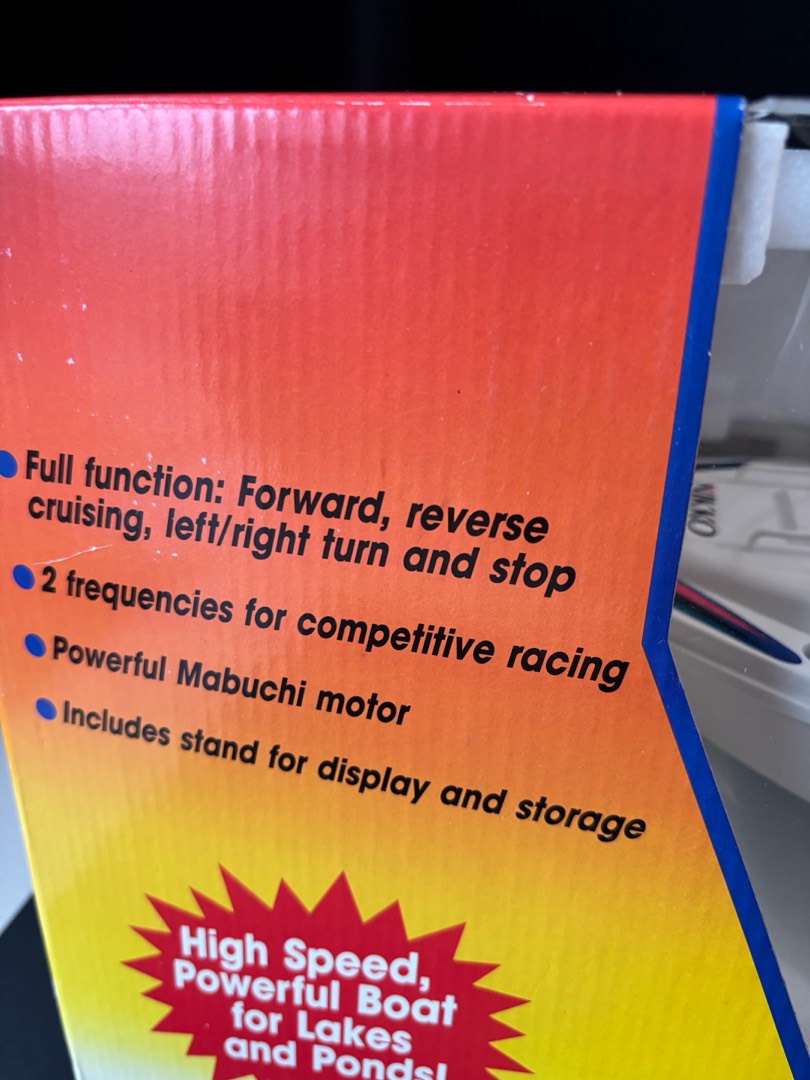 Full function: Forward, reverse
cruising, left/right turn and stop
2 frequencies for competitive racing
Powerful Mabuchi motor
Includes stand for display and storage
NIKKO
High Speed,
Powerful Boat
for Lakes
and Ponds!